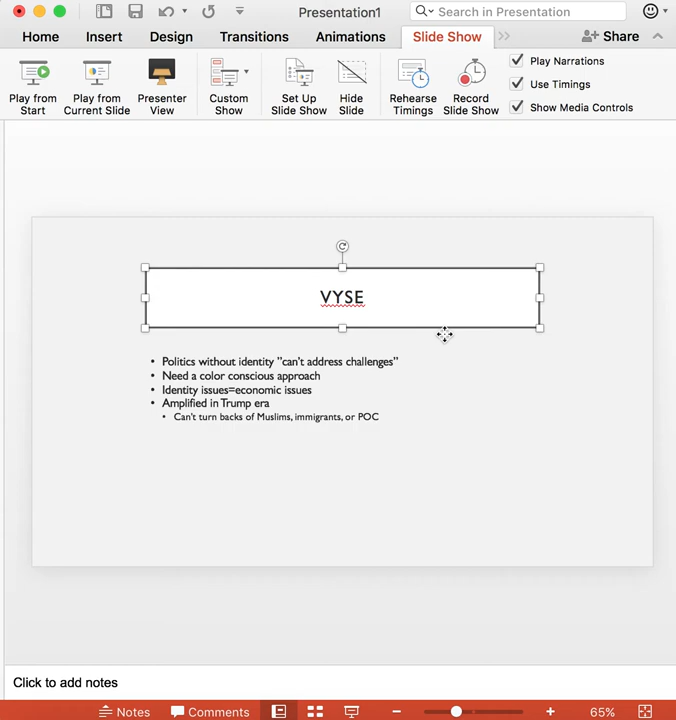 Presentation1
Search in Presentation
Home Insert Design Transitions Animations Slide Show Share
Play from Start
Play from Current Slide
Presenter View
Custom Show
Set Up Slide Show
Hide Slide
Rehearse Timings
Record Slide Show
Play Narrations
Use Timings
Show Media Controls
VYSE
• Politics without identity "can't address challenges"
• Need a color conscious approach
• Identity issues=economic issues
• Amplified in Trump era
• Can't turn backs of Muslims, immigrants, or POC
Click to add notes
Notes Comments 65%